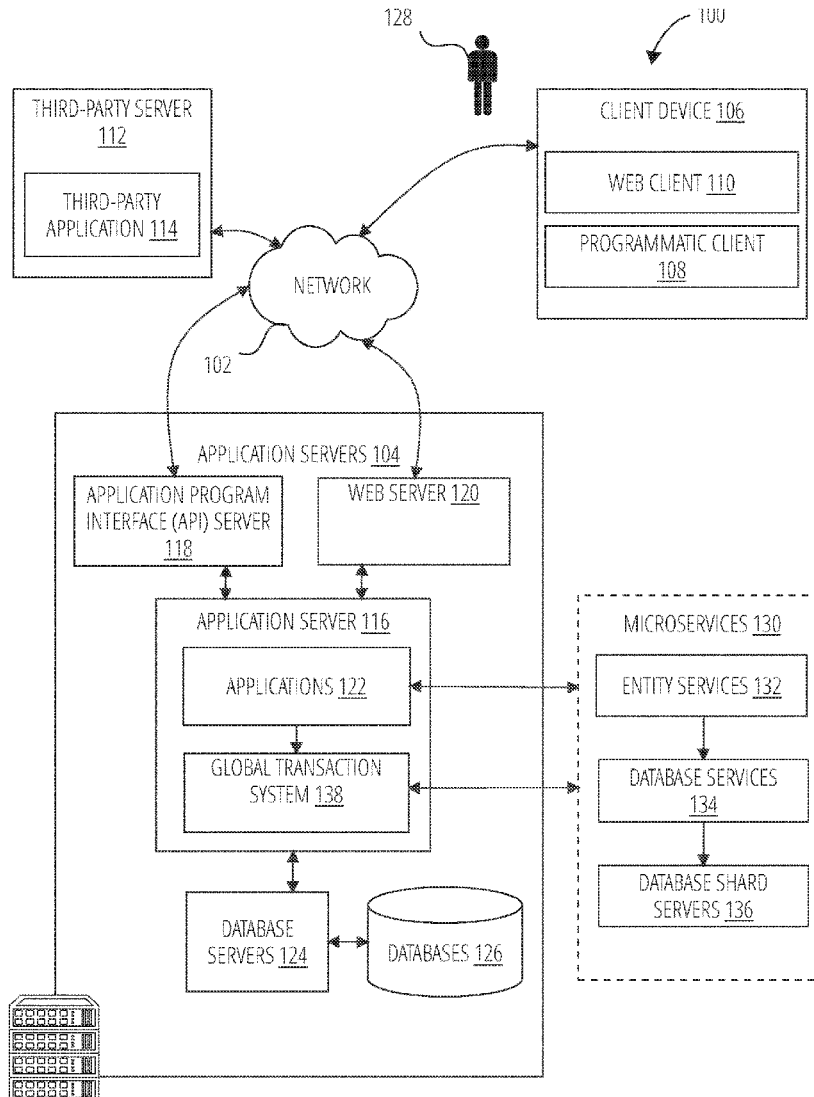 128
100
THIRD-PARTY SERVER
112
THIRD-PARTY
APPLICATION 114
CLIENT DEVICE 106
WEB CLIENT 110
PROGRAMMATIC CLIENT
108
NETWORK
102
APPLICATION SERVERS 104
APPLICATION PROGRAM
INTERFACE (API) SERVER
118
WEB SERVER 120
APPLICATION SERVER 116
APPLICATIONS 122
GLOBAL TRANSACTION
SYSTEM 138
MICROSERVICES 130
ENTITY SERVICES 132
DATABASE SERVICES
134
DATABASE SHARD
SERVERS 136
DATABASE
SERVERS 124
DATABASES 126